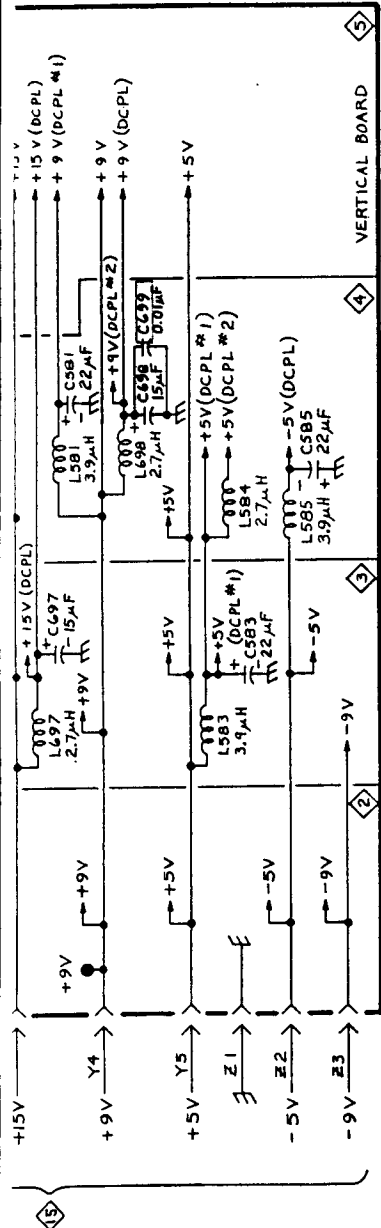 15
+15V
L697
2.7µH
+15V (DCPL)
+
C697
-15µF
+15V
+15V (DCPL)
L581
3.9µH
+
C581
-
22µF
+9V (DCPL #1)
+9V
Y4
+9V
+9V
+9V
+9V
L698
2.7µH
+
+9V (DCPL #2)
C698
15µF
C699
0.01µF
+9V (DCPL)
+5V
Y5
+5V
+5V
+5V
+5V
L583
3.9µH
+5V
(DCPL #1)
+
C583
-22µF
+5V (DCPL #1)
L584
2.7µH
+5V (DCPL #2)
Z1
-5V
Z2
-5V
-5V
L585
3.9µH
-
C585
+
22µF
-5V (DCPL)
-9V
Z3
-9V
-9V
2
3
4
VERTICAL BOARD
5